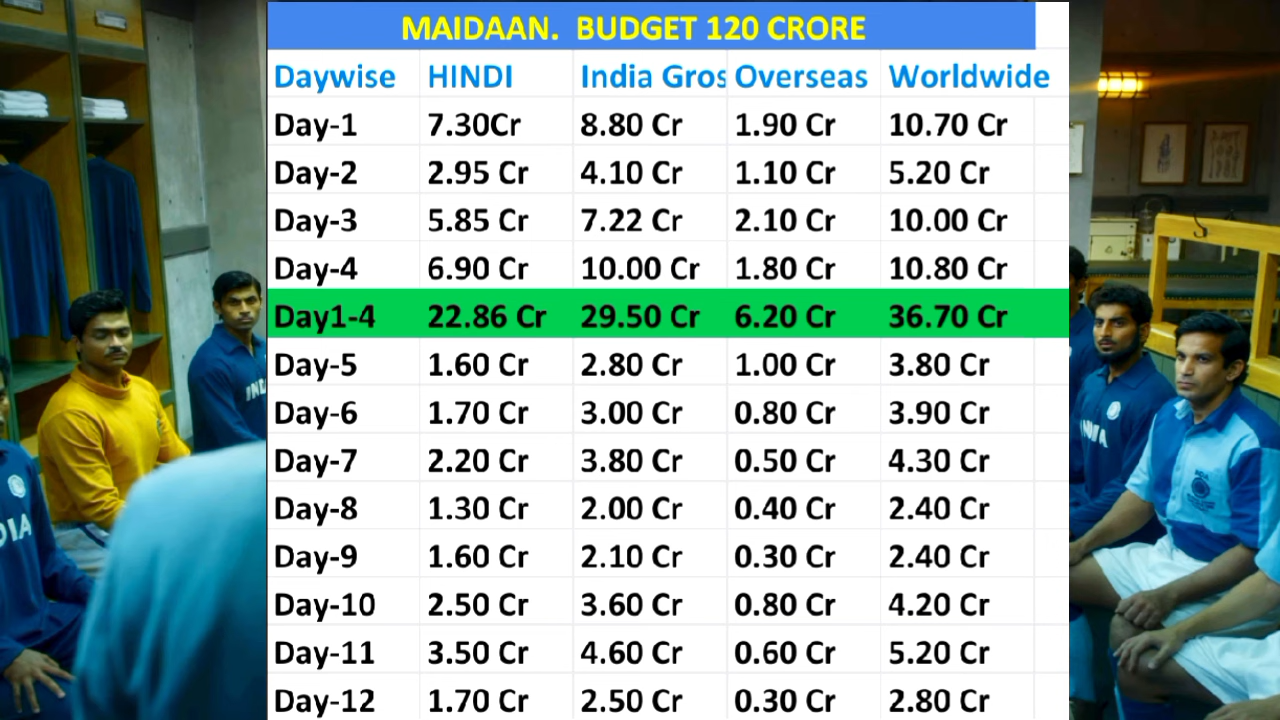 MAIDAAN. BUDGET 120 CRORE
Daywise HINDI India Gros Overseas Worldwide
Day-1 7.30Cr 8.80 Cr 1.90 Cr 10.70 Cr
Day-2 2.95 Cr 4.10 Cr 1.10 Cr 5.20 Cr
Day-3 5.85 Cr 7.22 Cr 2.10 Cr 10.00 Cr
Day-4 6.90 Cr 10.00 Cr 1.80 Cr 10.80 Cr
Day1-4 22.86 Cr 29.50 Cr 6.20 Cr 36.70 Cr
Day-5 1.60 Cr 2.80 Cr 1.00 Cr 3.80 Cr
Day-6 1.70 Cr 3.00 Cr 0.80 Cr 3.90 Cr
Day-7 2.20 Cr 3.80 Cr 0.50 Cr 4.30 Cr
Day-8 1.30 Cr 2.00 Cr 0.40 Cr 2.40 Cr
Day-9 1.60 Cr 2.10 Cr 0.30 Cr 2.40 Cr
Day-10 2.50 Cr 3.60 Cr 0.80 Cr 4.20 Cr
Day-11 3.50 Cr 4.60 Cr 0.60 Cr 5.20 Cr
Day-12 1.70 Cr 2.50 Cr 0.30 Cr 2.80 Cr
IND
DIA
NDIA